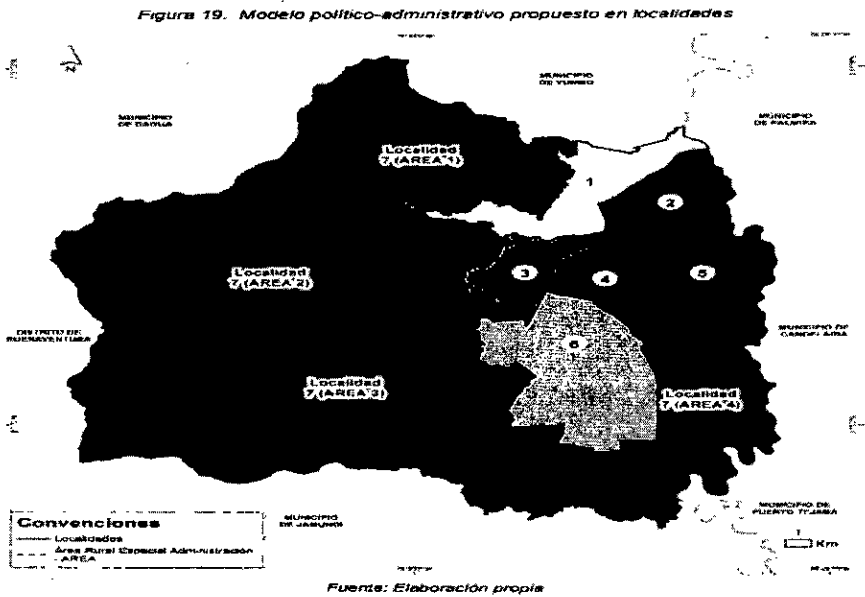 Figura 19. Modelo político-administrativo propuesto en localidades
MUNICIPIO
DE YUMBO
MUNICIPIO
DE DAGUA
MUNICIPIO
DE PALMIRA
Localidad
7 (AREA 1)
1
2
3
4
5
Localidad
7 (AREA 2)
DISTRITO DE
BUENAVENTURA
6
MUNICIPIO
DE CANDELARIA
Localidad
7 (AREA 3)
Localidad
7 (AREA 4)
MUNICIPIO
DE JAMUNDI
MUNICIPIO DE
PUERTO TEJADA
Convenciones
Localidades
Área Rural Especial Administración
- AREA
Km
Fuente: Elaboración propia